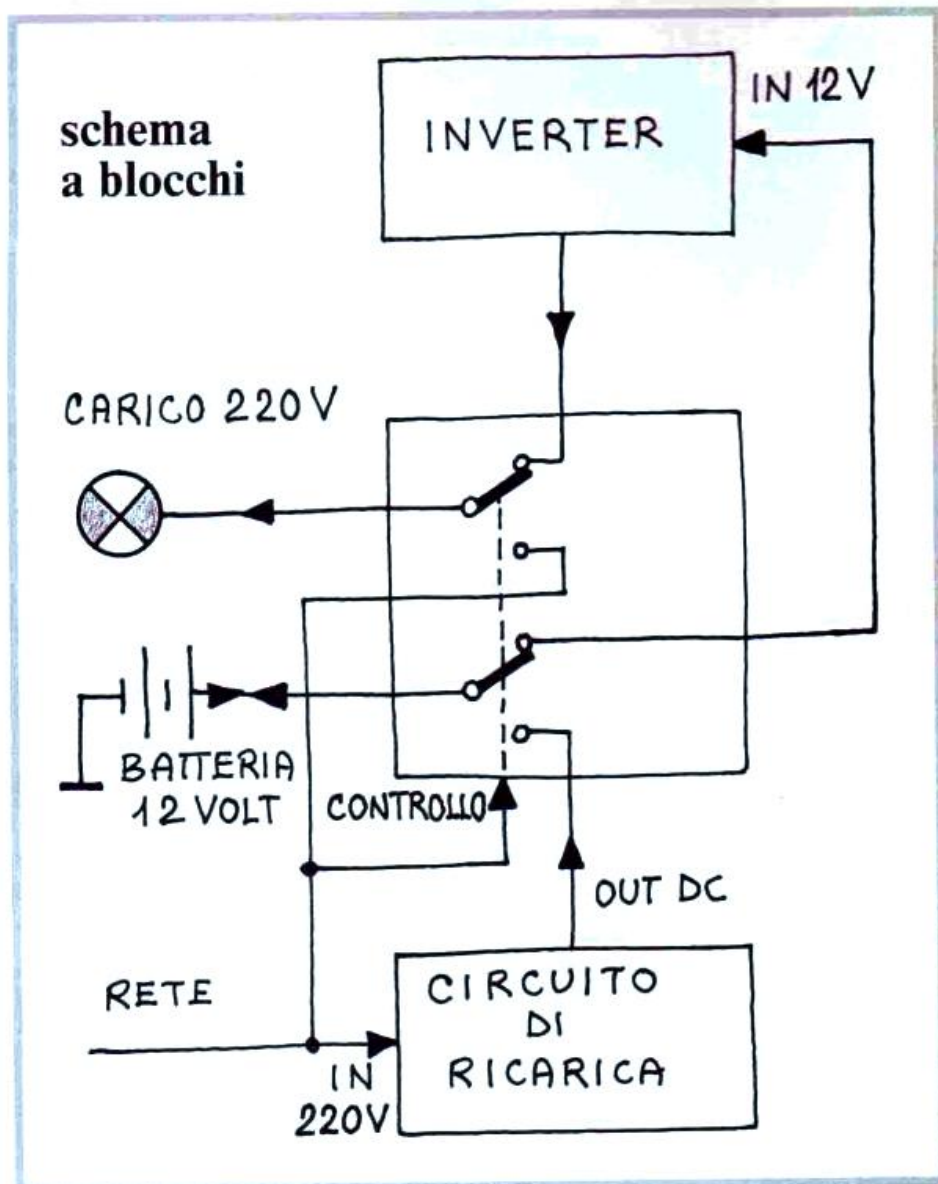 schema
a blocchi
INVERTER
IN 12V
CARICO 220V
BATTERIA
12 VOLT
CONTROLLO
OUT DC
RETE
IN
220V
CIRCUITO
DI
RICARICA